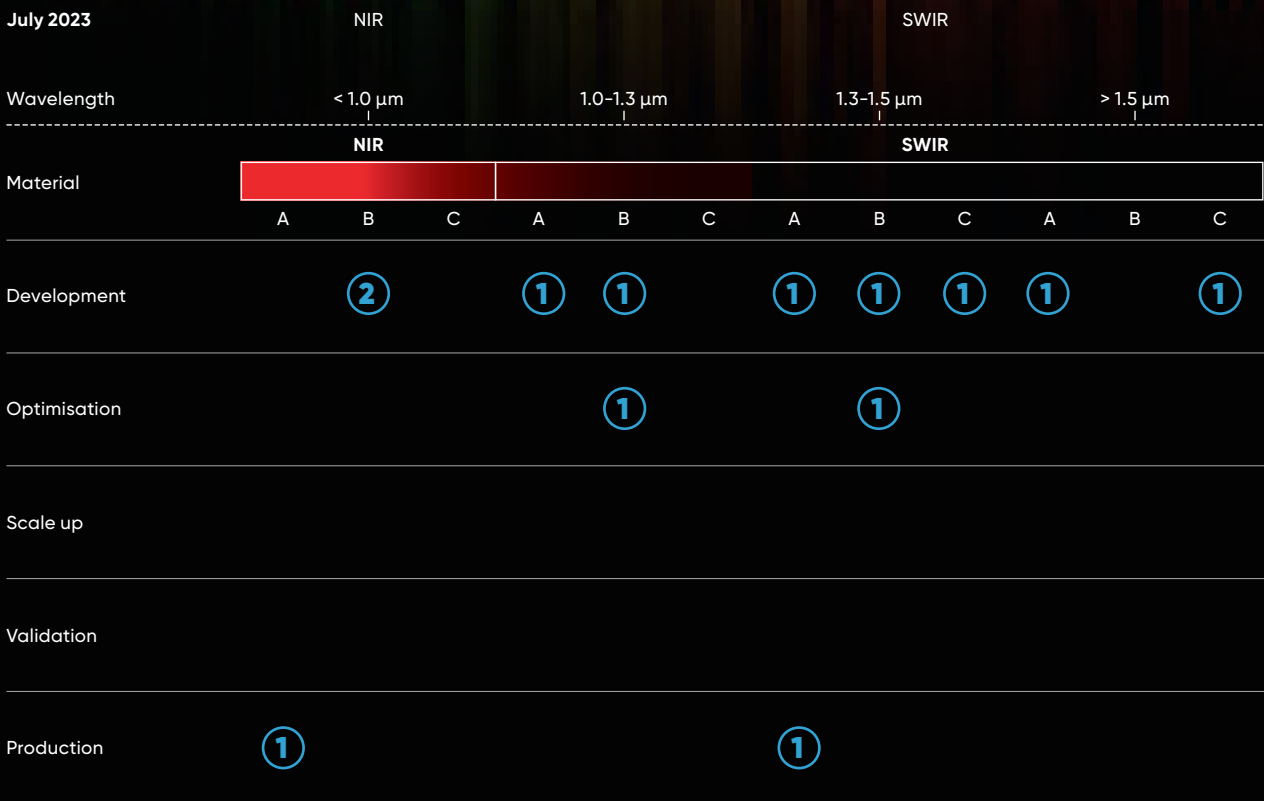 July 2023 NIR SWIR
Wavelength < 1.0 µm 1.0-1.3 µm 1.3-1.5 µm > 1.5 µm
NIR SWIR
Material
A B C A B C A B C A B C
Development 2 1 1 1 1 1 1 1
Optimisation 1 1
Scale up
Validation
Production 1 1